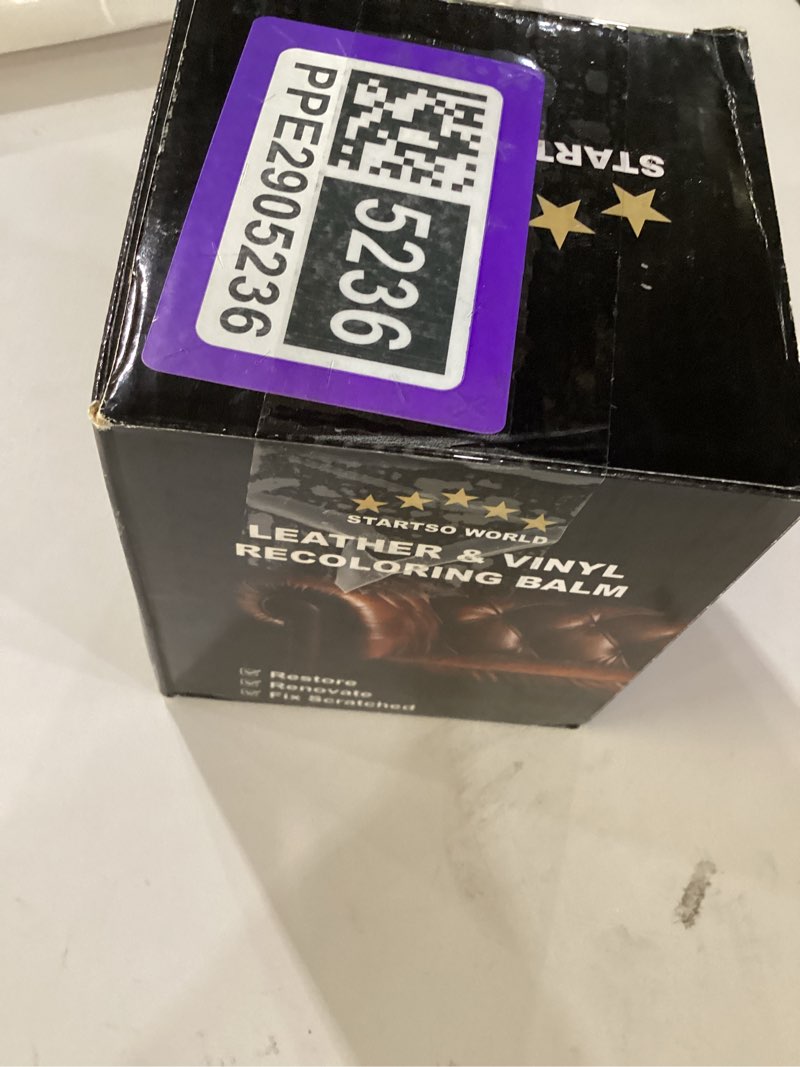 PPE2905236
5236
START
STARTSO WORLD
LEATHER & VINYL
RECOLORING BALM
Restore
Renovate
Fix Scratched